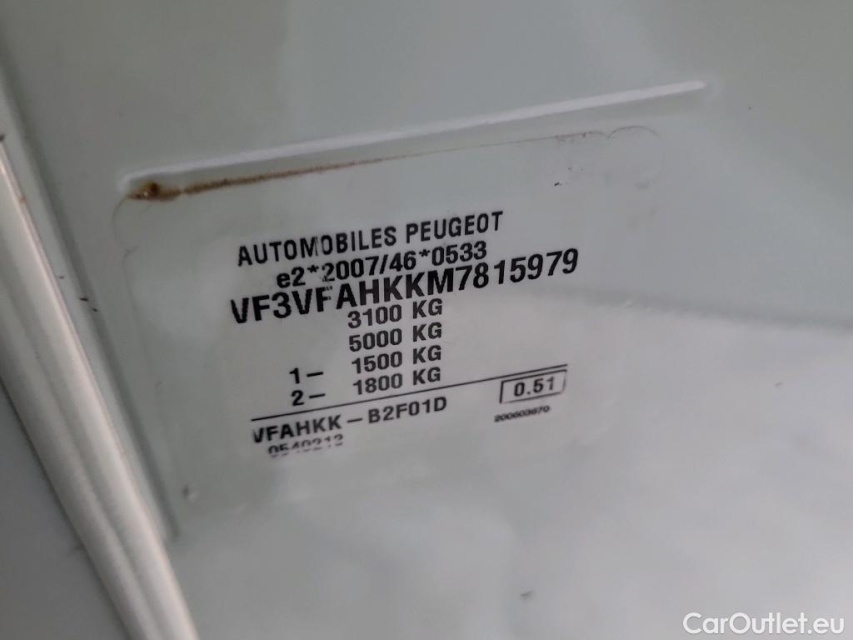 AUTOMOBILES PEUGEOT
e2*2007/46*0533
VF3VFAHKKM7815979
3100 KG
5000 KG
1- 1500 KG
2- 1800 KG
VFAHKK-B2F01D 0.51
CarOutlet.eu